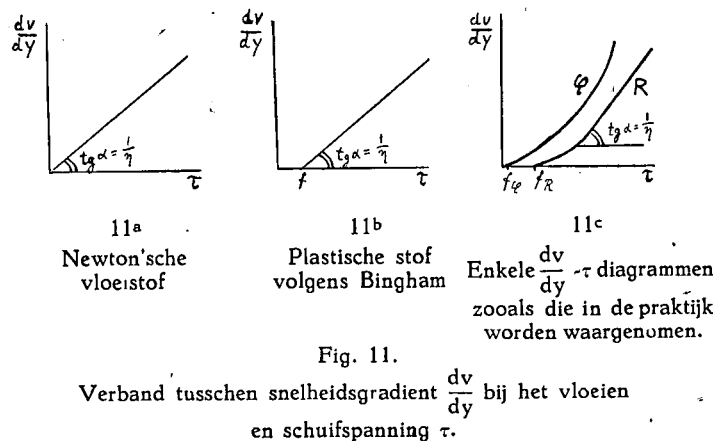 dv/dy
tg α = 1/η
τ
11a
Newton'sche
vloeistof
dv/dy
tg α = 1/η
f
τ
11b
Plastische stof
volgens Bingham
dv/dy
φ
R
tg α = 1/η
fφ
fR
τ
11c
Enkele dv/dy -τ diagrammen
zooals die in de praktijk
worden waargenomen.
Fig. 11.
Verband tusschen snelheidsgradient dv/dy bij het vloeien
en schuifspanning τ.